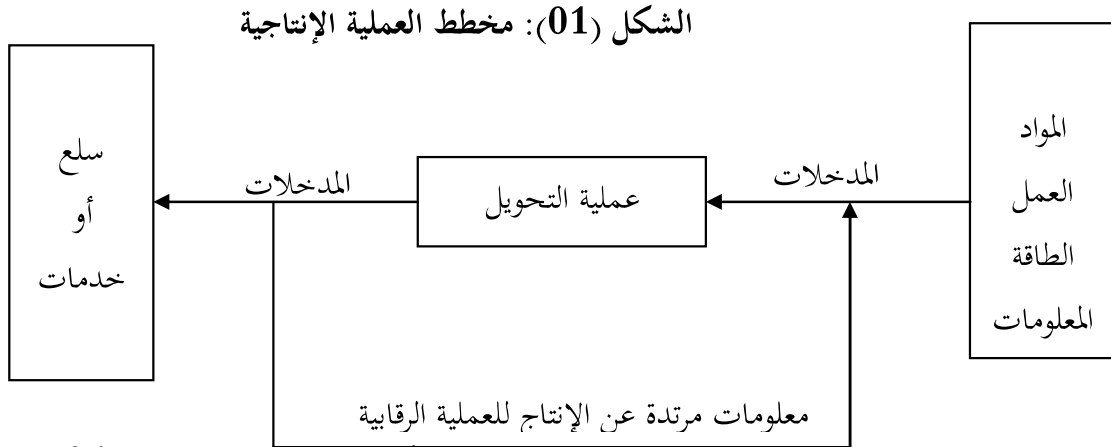 الشكل (01): مخطط العملية الإنتاجية
المواد
العمل
الطاقة
المعلومات
المدخلات
عملية التحويل
المدخلات
سلع
أو
خدمات
معلومات مرتدة عن الإنتاج للعملية الرقابية